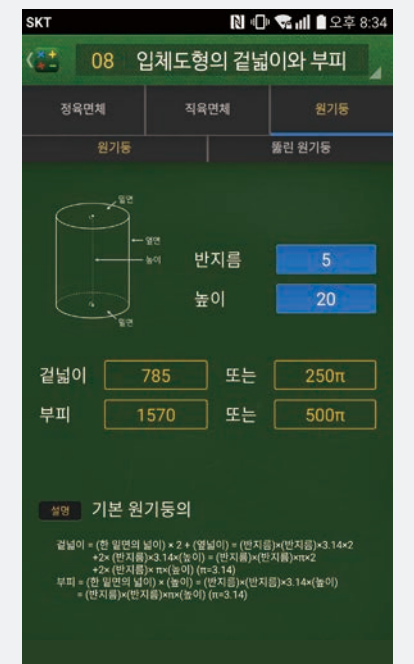 SKT 오후 8:34
08 입체도형의 겉넓이와 부피
정육면체 직육면체 원기둥
원기둥 뚫린 원기둥
밑면
옆면
높이
밑면
반지름 5
높이 20
겉넓이 785 또는 250π
부피 1570 또는 500π
설명 기본 원기둥의
겉넓이 = (한 밑면의 넓이) × 2 + (옆넓이) = (반지름)×(반지름)×3.14×2
+2× (반지름)×3.14×(높이) = (반지름)×(반지름)×π×2
+2× (반지름)× π×(높이) (π=3.14)
부피 = (한 밑면의 넓이) × (높이) = (반지름)×(반지름)×3.14×(높이)
= (반지름)×(반지름)×π×(높이) (π=3.14)